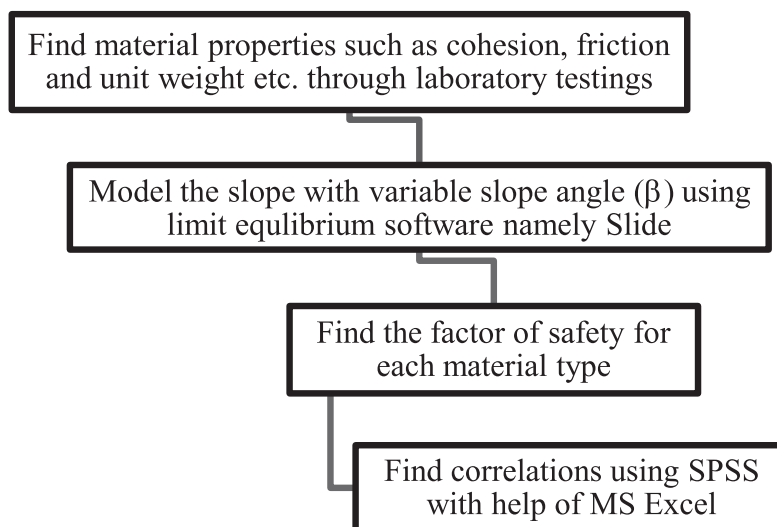 Find material properties such as cohesion, friction
and unit weight etc. through laboratory testings
Model the slope with variable slope angle (β) using
limit equlibrium software namely Slide
Find the factor of safety for
each material type
Find correlations using SPSS
with help of MS Excel